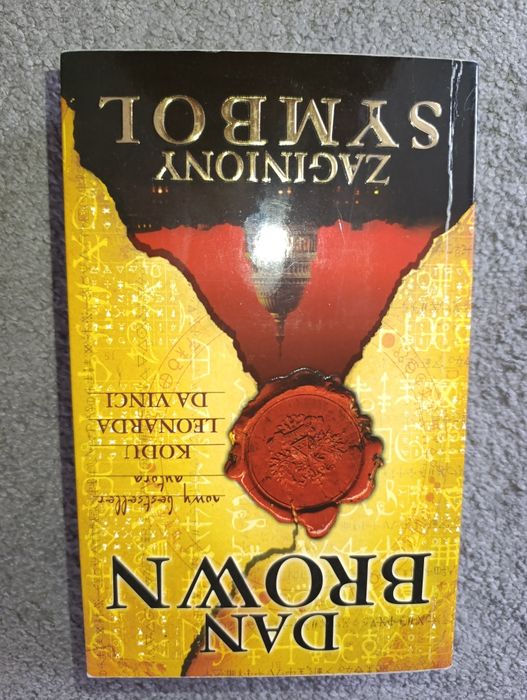 DAN
BROWN
nowy bestseller
autora
KODU
LEONARDA
DA VINCI
ZAGINIONY
SYMBOL